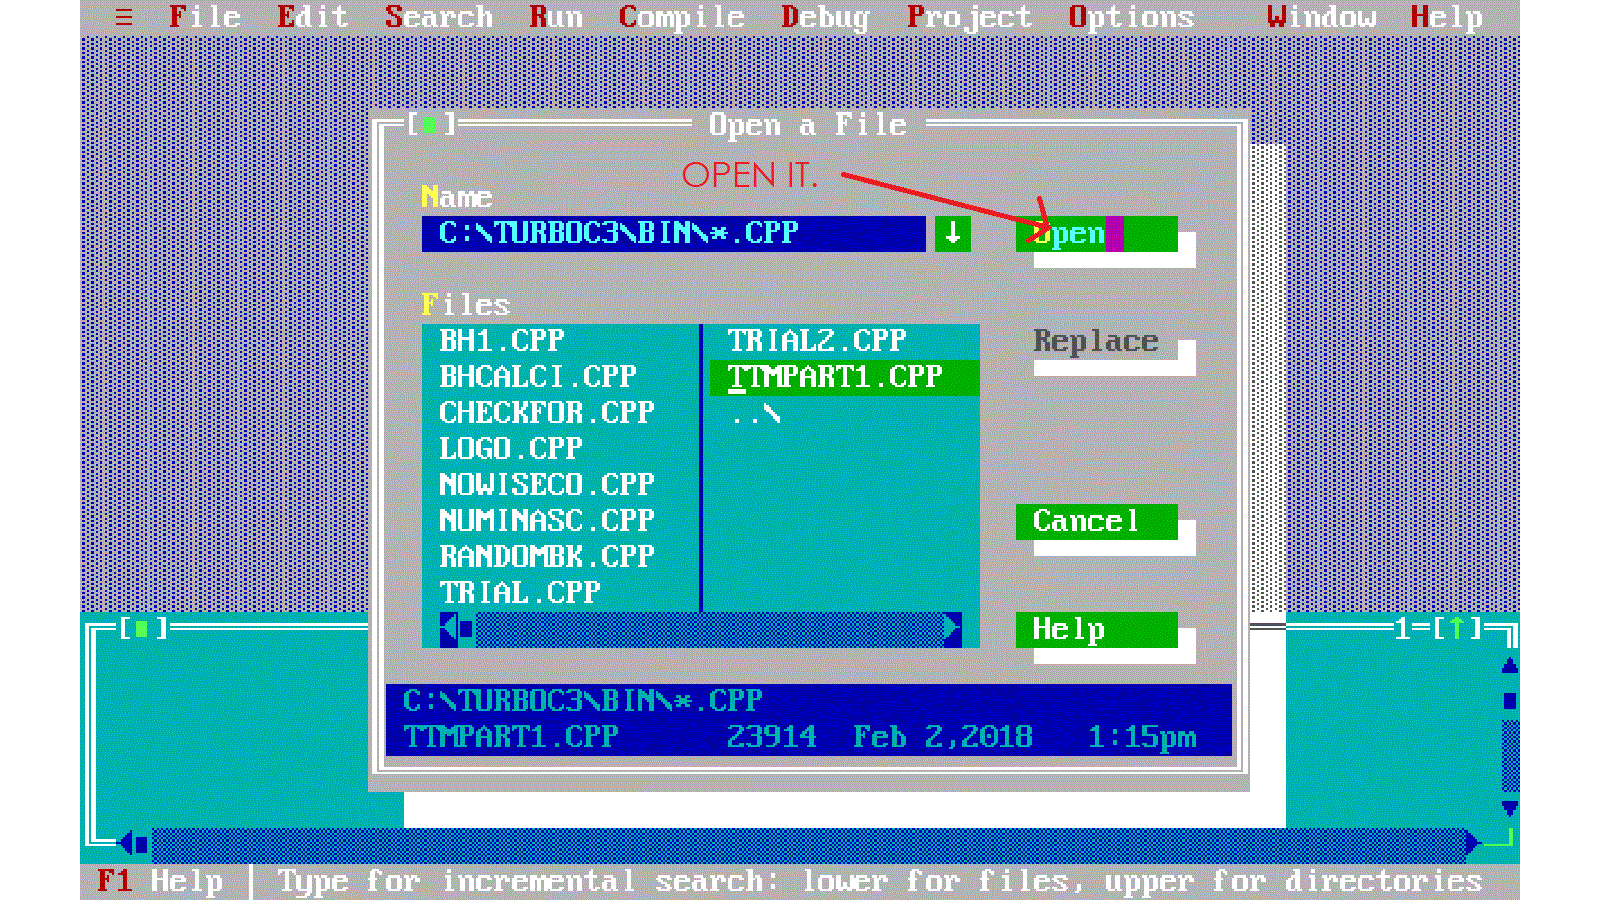 ≡ File Edit Search Run Compile Debug Project Options Window Help
[■] Open a File
OPEN IT.
Name
C:\TURBOC3\BIN\*.CPP ↓ Open
Files
BH1.CPP TRIAL2.CPP Replace
BHCALCI.CPP TTMPART1.CPP
CHECKFOR.CPP ..\
LOGO.CPP
NOWISECO.CPP
NUMINASC.CPP Cancel
RANDOMBK.CPP
TRIAL.CPP
Help
[■] 1=[↑]
C:\TURBOC3\BIN\*.CPP
TTMPART1.CPP 23914 Feb 2,2018 1:15pm
F1 Help | Type for incremental search: lower for files, upper for directories